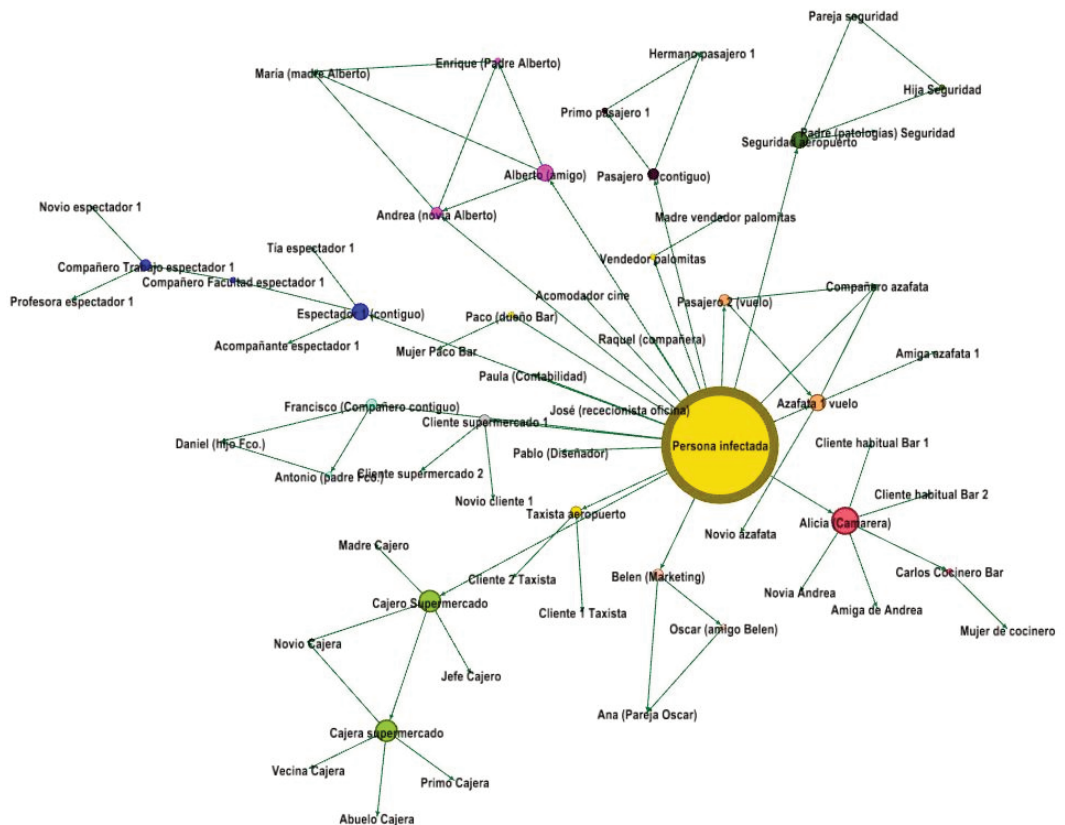 Pareja seguridad
Hermano pasajero 1
Enrique (Padre Alberto)
María (madre Alberto)
Hija Seguridad
Primo pasajero 1
Padre (patologías) Seguridad
Seguridad aeropuerto
Alberto (amigo)
Pasajero 1 (contiguo)
Novio espectador 1
Andrea (novia Alberto)
Madre vendedor palomitas
Tía espectador 1
Vendedor palomitas
Compañero Trabajo espectador 1
Compañero Facultad espectador 1
Compañero azafata
Acomodador cine
Profesora espectador 1
Pasajero 2 (vuelo)
Espectador 1 (contiguo)
Paco (dueño Bar)
Raquel (compañera)
Acompañante espectador 1
Mujer Paco Bar
Amiga azafata 1
Paula (Contabilidad)
Francisco (Compañero contiguo)
José (rececionista oficina)
Azafata 1 vuelo
Cliente supermercado 1
Daniel (hijo Fco.)
Persona infectada
Cliente habitual Bar 1
Pablo (Diseñador)
Antonio (padre Fco.)
Cliente supermercado 2
Cliente habitual Bar 2
Novio cliente 1
Taxista aeropuerto
Alicia (Camarera)
Novio azafata
Madre Cajero
Cliente 2 Taxista
Belen (Marketing)
Carlos Cocinero Bar
Cajero Supermercado
Novia Andrea
Cliente 1 Taxista
Amiga de Andrea
Oscar (amigo Belen)
Mujer de cocinero
Novio Cajera
Jefe Cajero
Ana (Pareja Oscar)
Cajera supermercado
Vecina Cajera
Primo Cajera
Abuelo Cajera